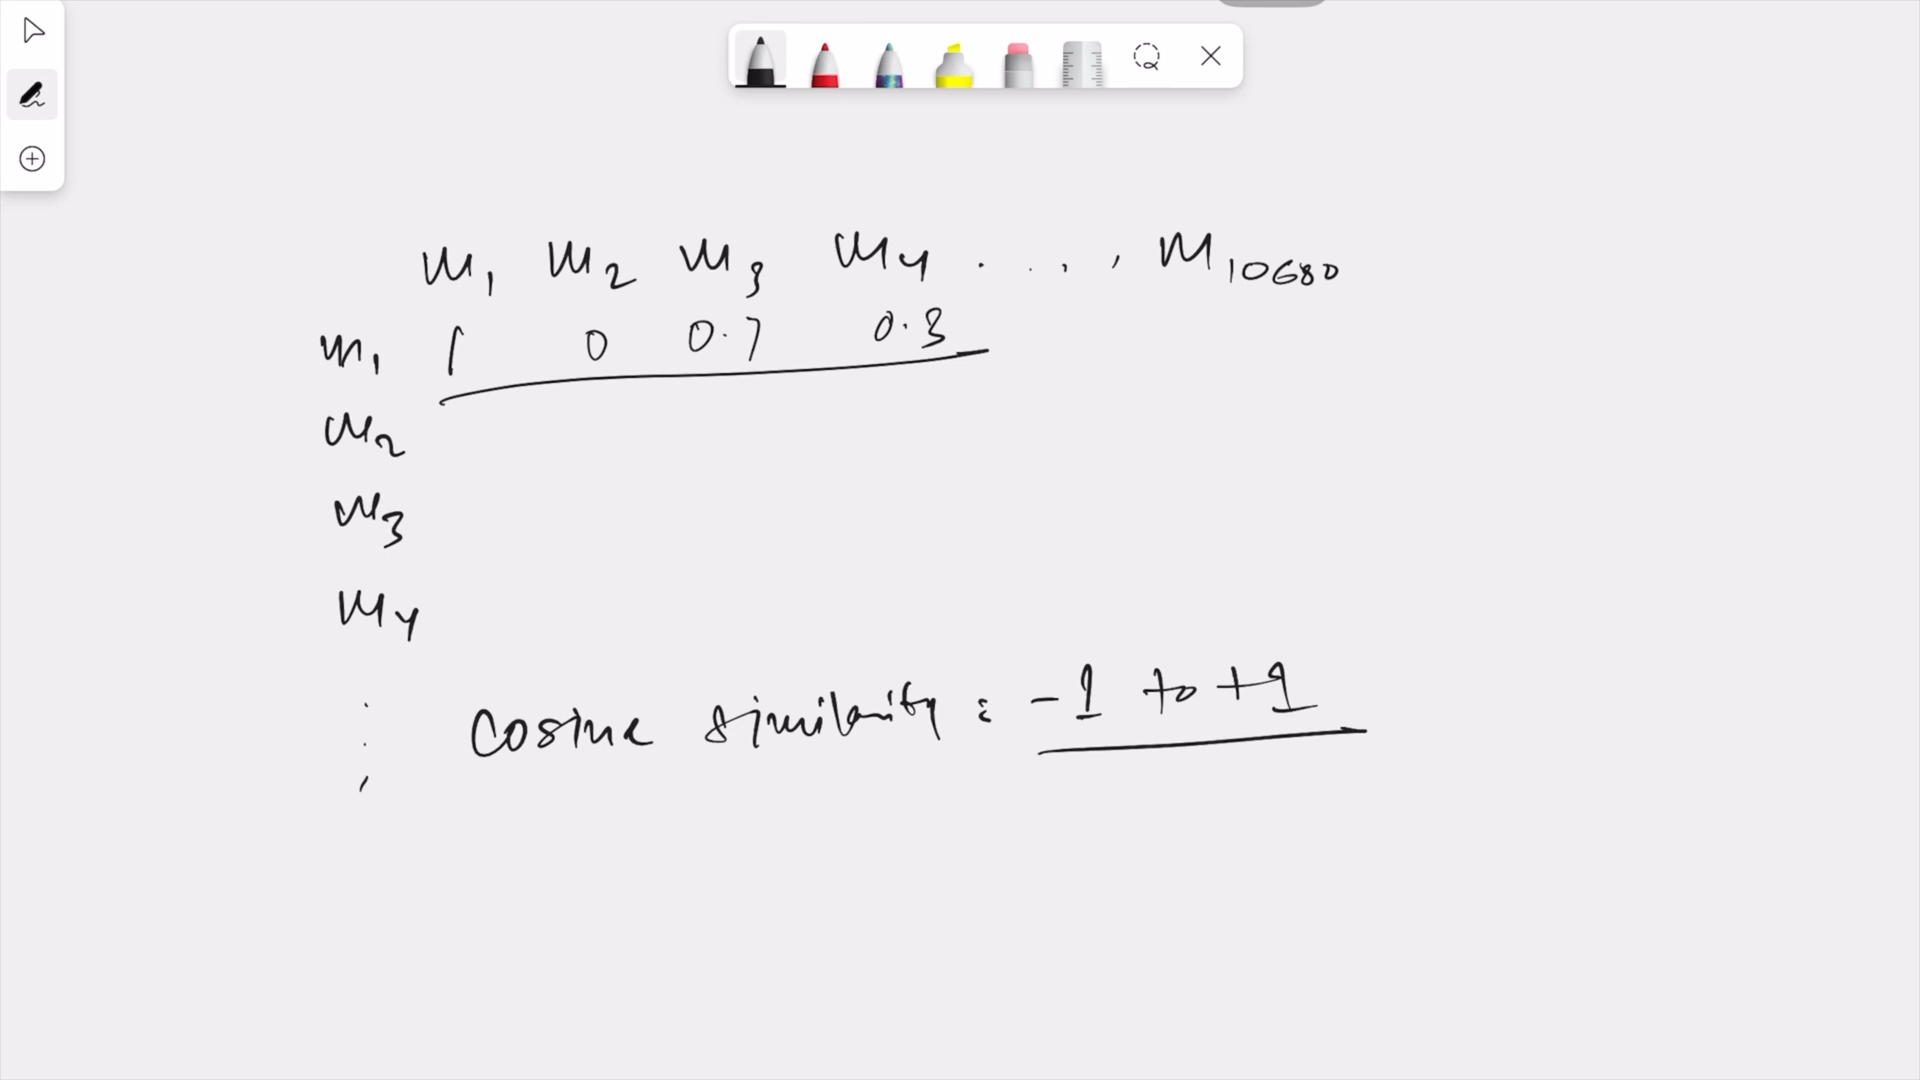 m1 m2 m3 m4 . . . , m10680
m1 1 0 0.7 0.3
m2
m3
m4
Cosine similarity : -1 to +1